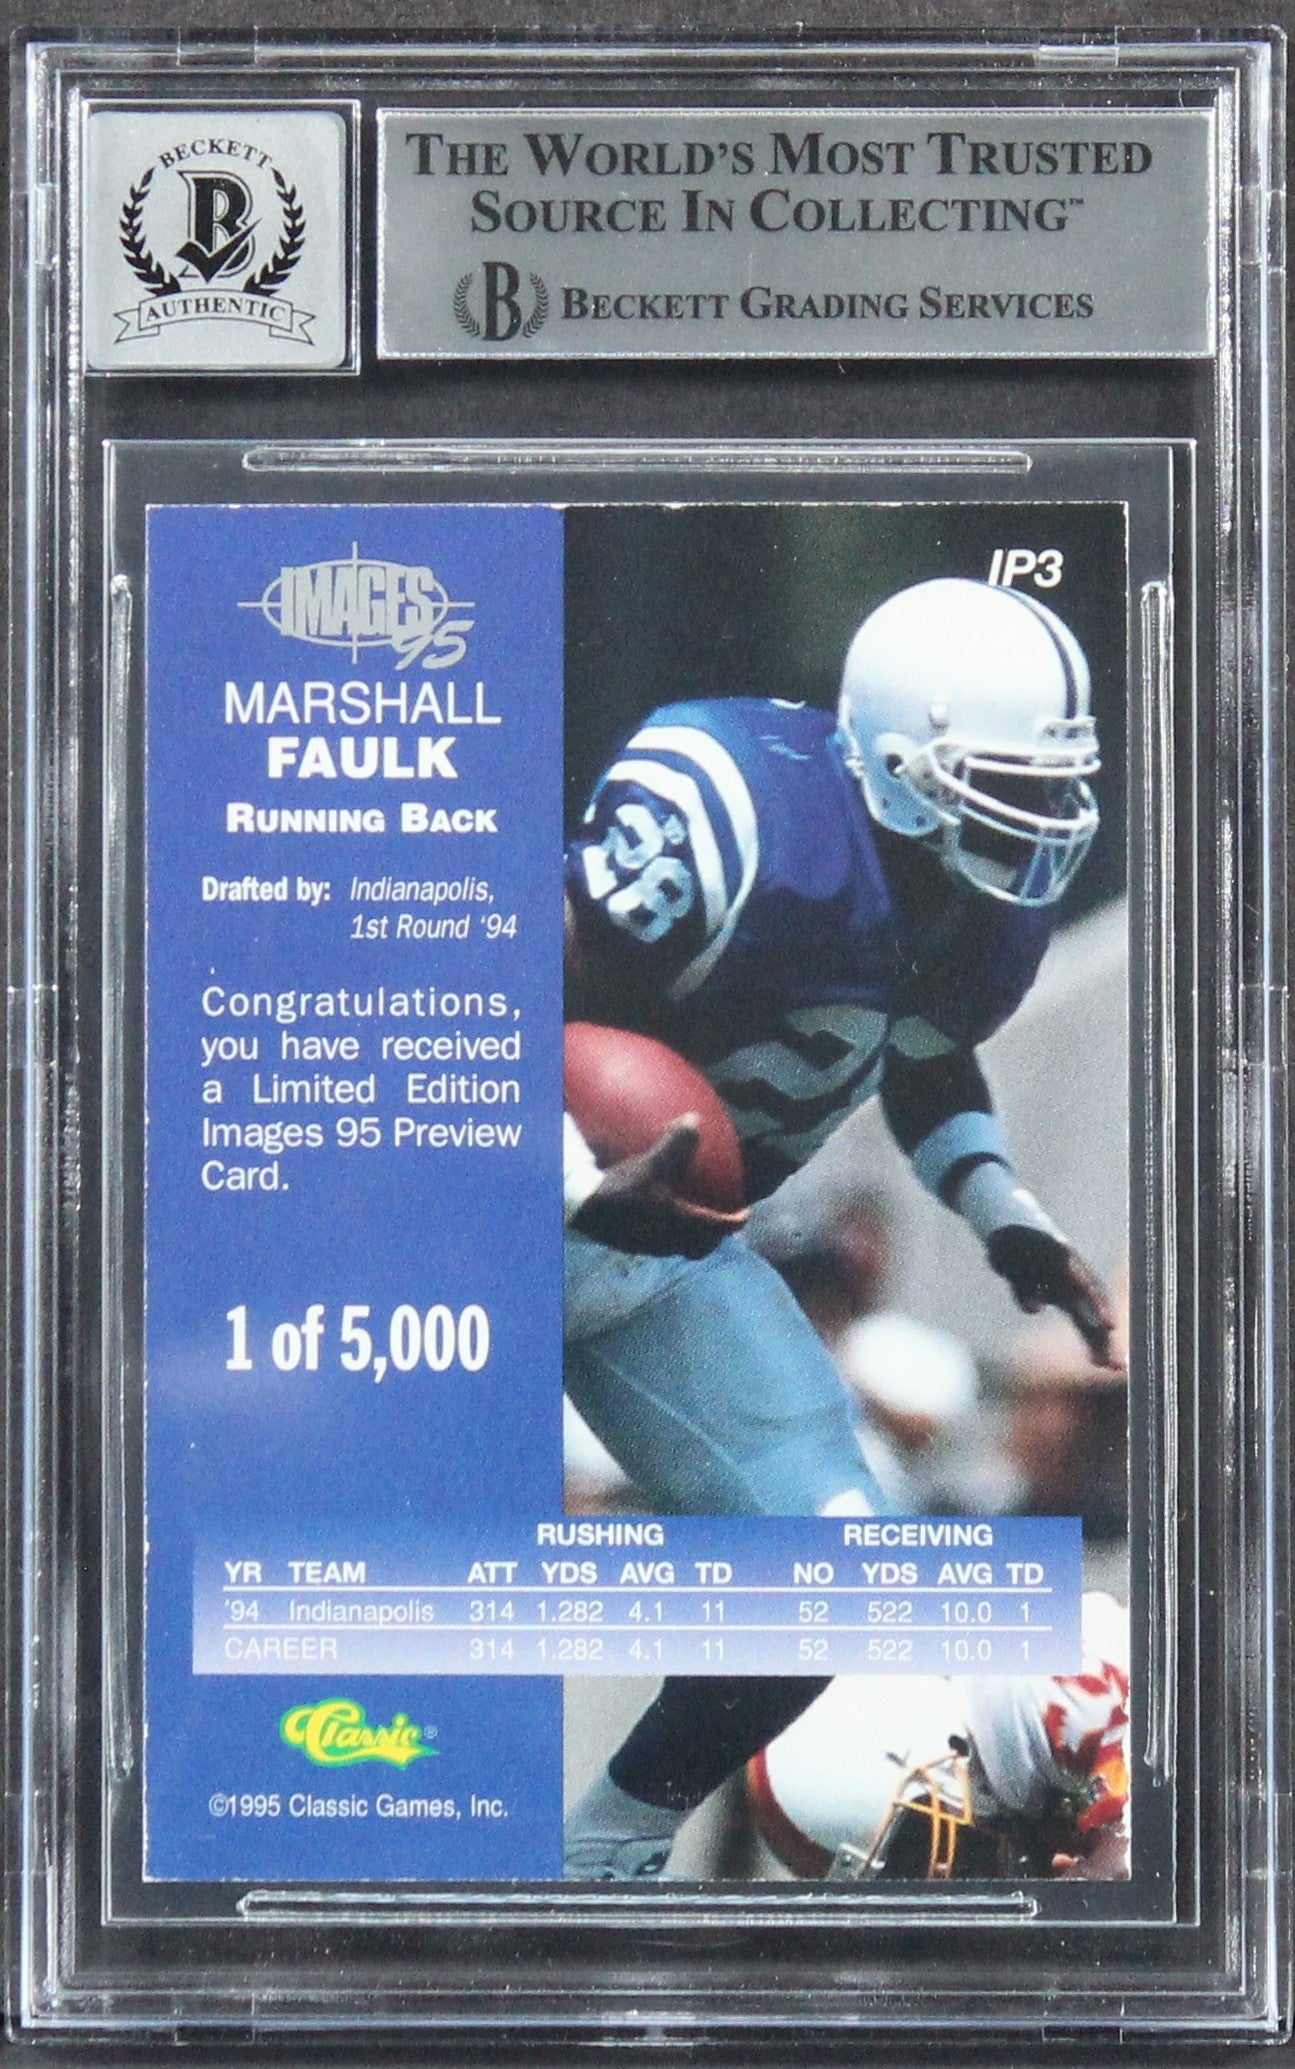 BECKETT
B
AUTHENTIC
THE WORLD'S MOST TRUSTED
SOURCE IN COLLECTING™
B BECKETT GRADING SERVICES
IP3
IMAGES
95
MARSHALL
FAULK
RUNNING BACK
Drafted by: Indianapolis,
1st Round '94
Congratulations,
you have received
a Limited Edition
Images 95 Preview
Card.
1 of 5,000
28
RUSHING RECEIVING
YR TEAM ATT YDS AVG TD NO YDS AVG TD
'94 Indianapolis 314 1.282 4.1 11 52 522 10.0 1
CAREER 314 1.282 4.1 11 52 522 10.0 1
Classic®
©1995 Classic Games, Inc.